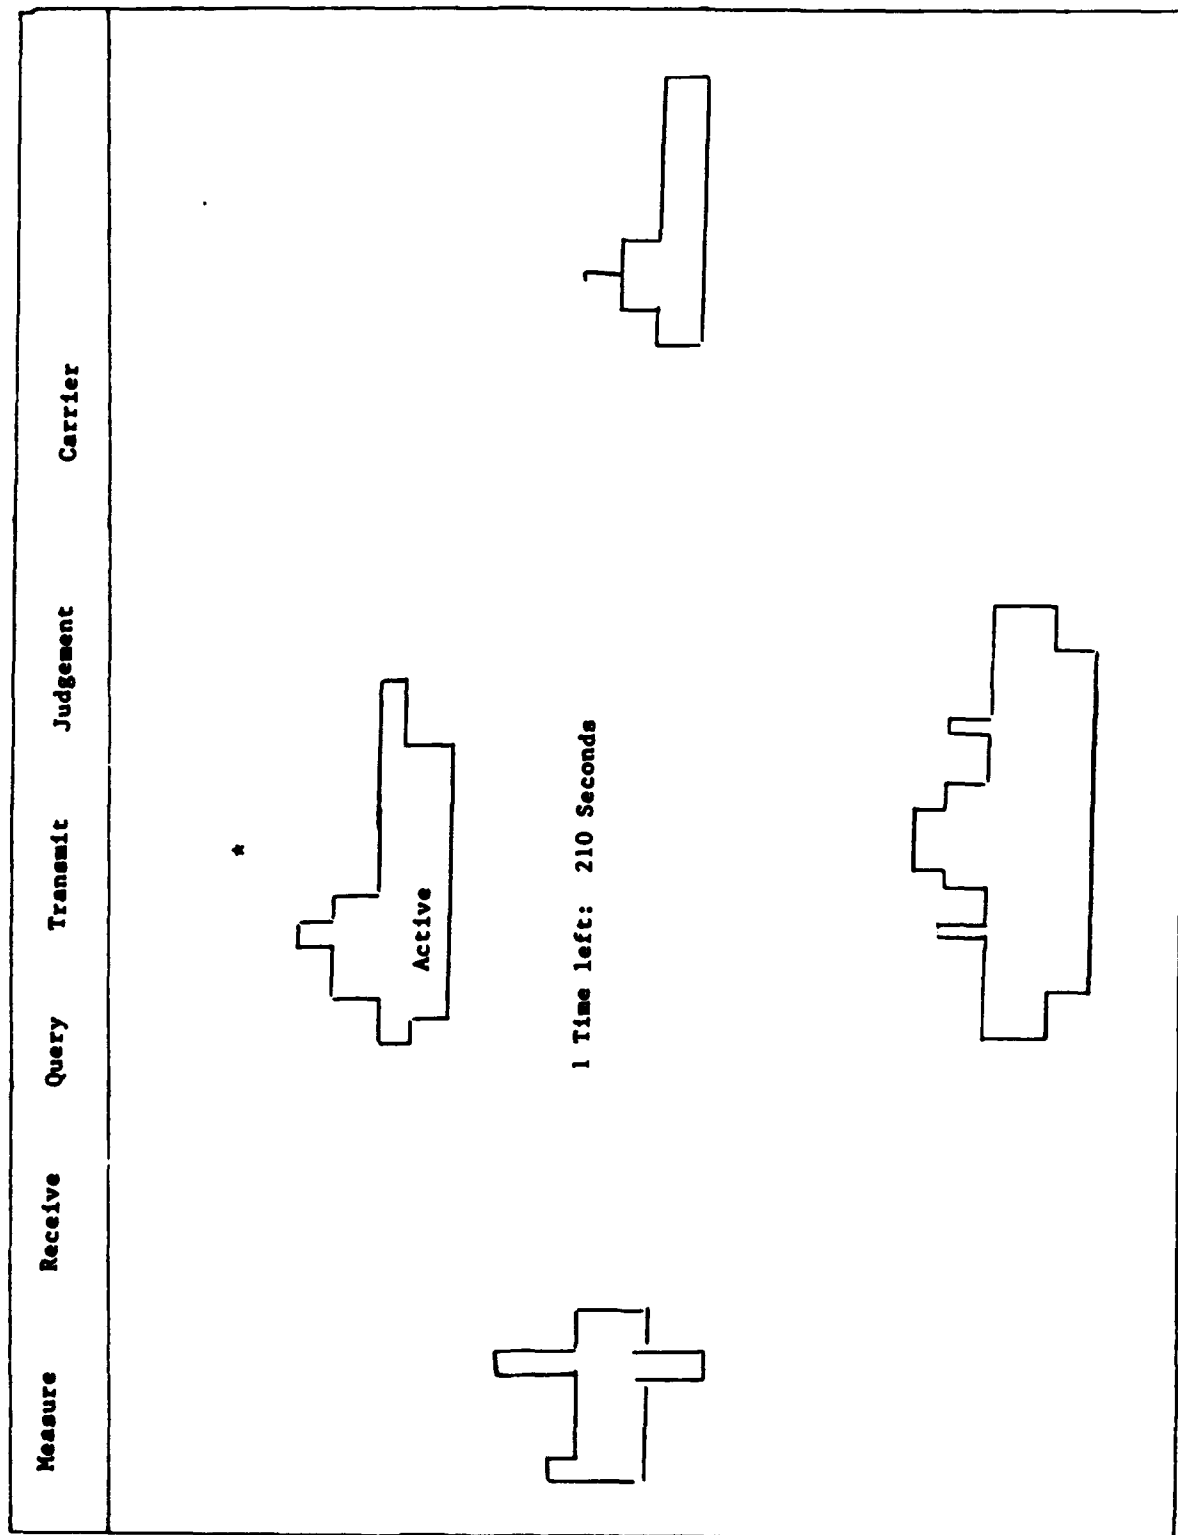 Measure Receive Query Transmit Judgement Carrier
*
Active
1 Time left: 210 Seconds